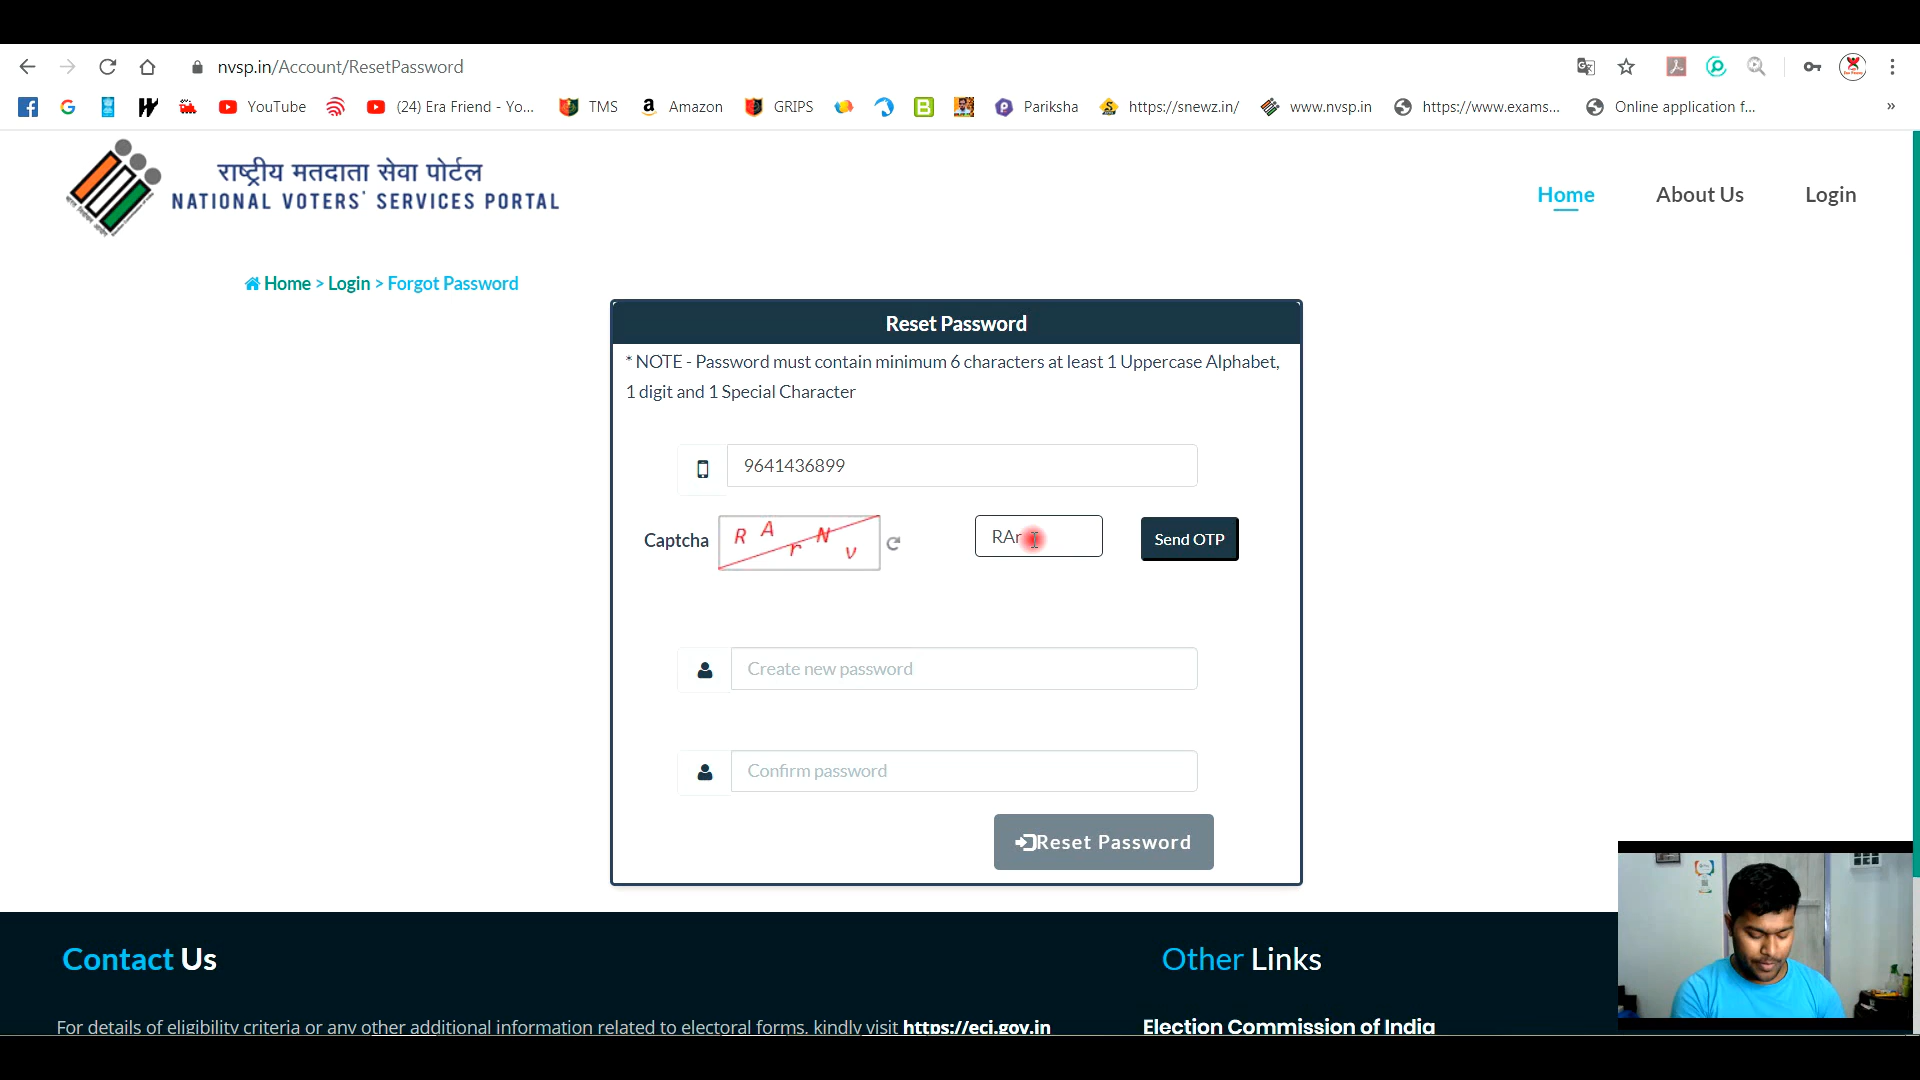 nvsp.in/Account/ResetPassword
YouTube (24) Era Friend - Yo... TMS Amazon GRIPS Pariksha https://snewz.in/ www.nvsp.in https://www.exams... Online application f... »
राष्ट्रीय मतदाता सेवा पोर्टल
NATIONAL VOTERS' SERVICES PORTAL
Home About Us Login
Home > Login > Forgot Password
Reset Password
* NOTE - Password must contain minimum 6 characters at least 1 Uppercase Alphabet,
1 digit and 1 Special Character
9641436899
Captcha R A r N v RAr Send OTP
Create new password
Confirm password
Reset Password
Contact Us Other Links
For details of eligibility criteria or any other additional information related to electoral forms, kindly visit https://eci.gov.in
Election Commission of India